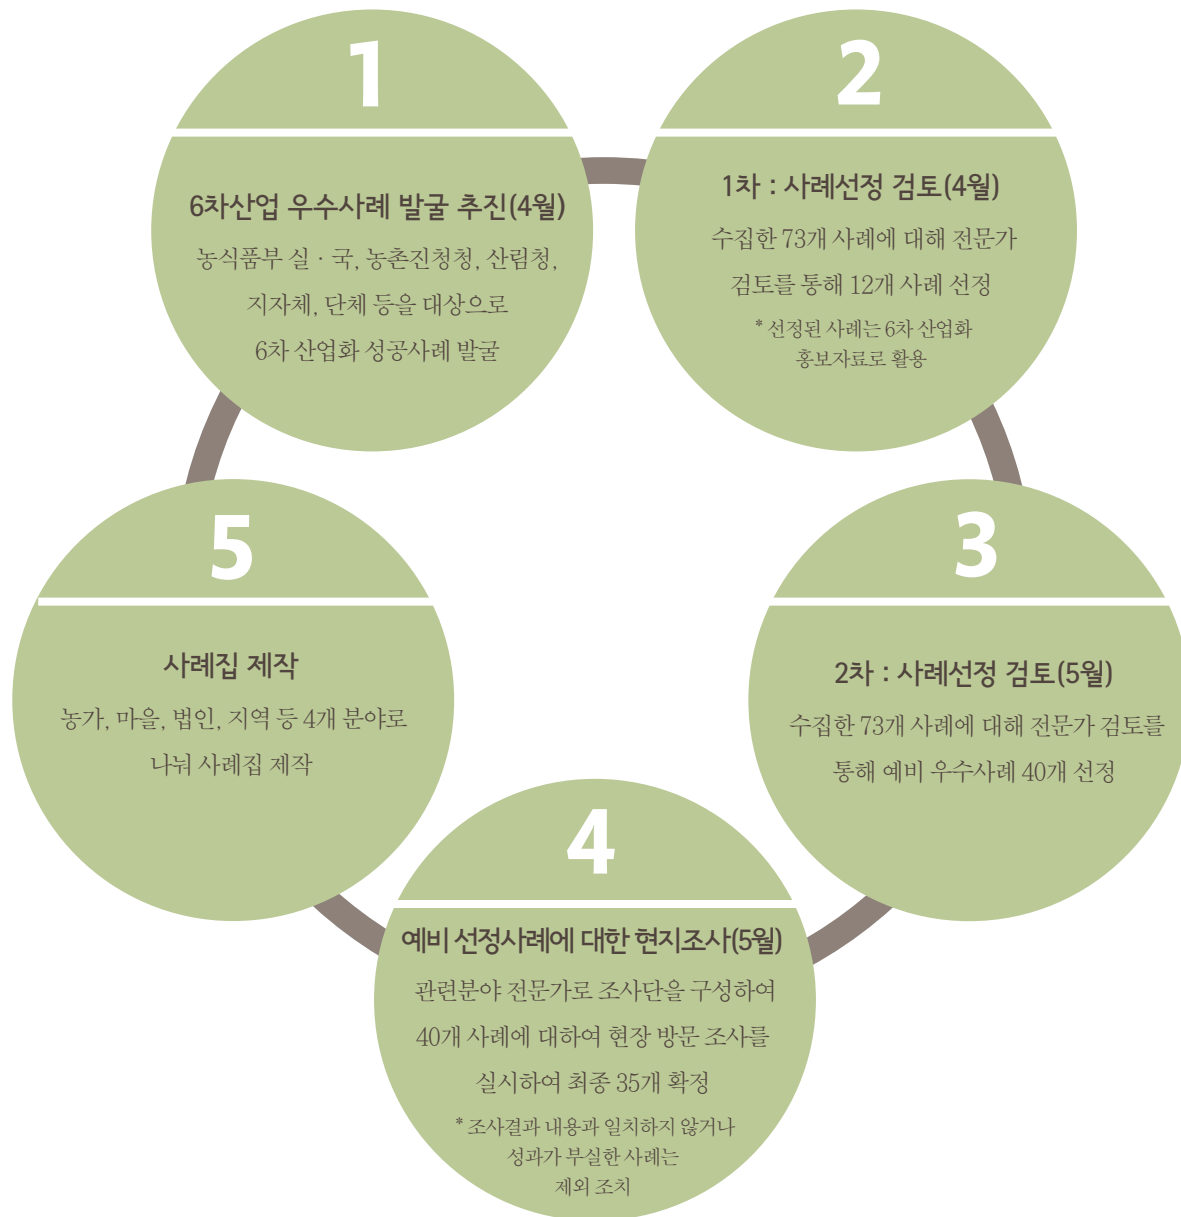 1
6차산업 우수사례 발굴 추진(4월)
농식품부 실 · 국, 농촌진청청, 산림청,
지자체, 단체 등을 대상으로
6차 산업화 성공사례 발굴
2
1차 : 사례선정 검토(4월)
수집한 73개 사례에 대해 전문가
검토를 통해 12개 사례 선정
* 선정된 사례는 6차 산업화
홍보자료로 활용
3
2차 : 사례선정 검토(5월)
수집한 73개 사례에 대해 전문가 검토를
통해 예비 우수사례 40개 선정
4
예비 선정사례에 대한 현지조사(5월)
관련분야 전문가로 조사단을 구성하여
40개 사례에 대하여 현장 방문 조사를
실시하여 최종 35개 확정
* 조사결과 내용과 일치하지 않거나
성과가 부실한 사례는
제외 조치
5
사례집 제작
농가, 마을, 법인, 지역 등 4개 분야로
나눠 사례집 제작